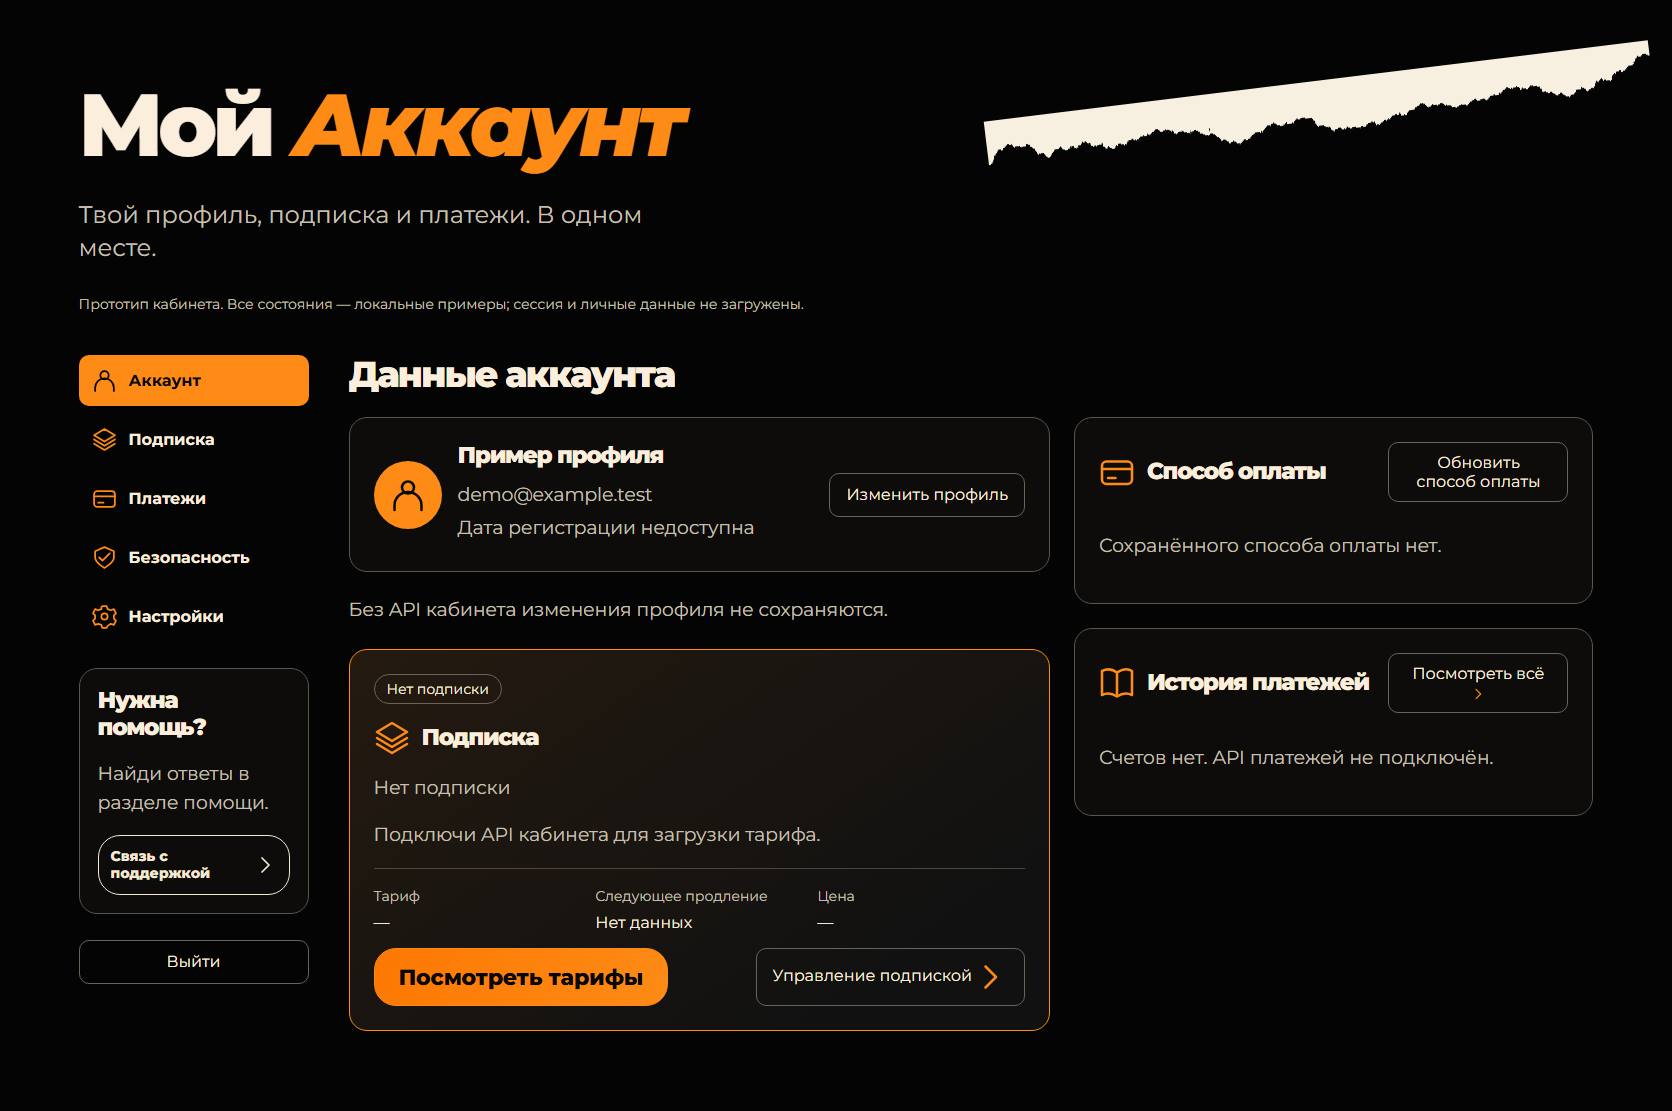 Мой Аккаунт
Твой профиль, подписка и платежи. В одном
месте.
Прототип кабинета. Все состояния — локальные примеры; сессия и личные данные не загружены.
Аккаунт
Подписка
Платежи
Безопасность
Настройки
Нужна
помощь?
Найди ответы в
разделе помощи.
Связь с
поддержкой
Выйти
Данные аккаунта
Пример профиля
demo@example.test
Дата регистрации недоступна
Изменить профиль
Без API кабинета изменения профиля не сохраняются.
Нет подписки
Подписка
Нет подписки
Подключи API кабинета для загрузки тарифа.
Тариф
—
Следующее продление
Нет данных
Цена
—
Посмотреть тарифы
Управление подпиской
Способ оплаты
Обновить
способ оплаты
Сохранённого способа оплаты нет.
История платежей
Посмотреть всё
Счетов нет. API платежей не подключён.